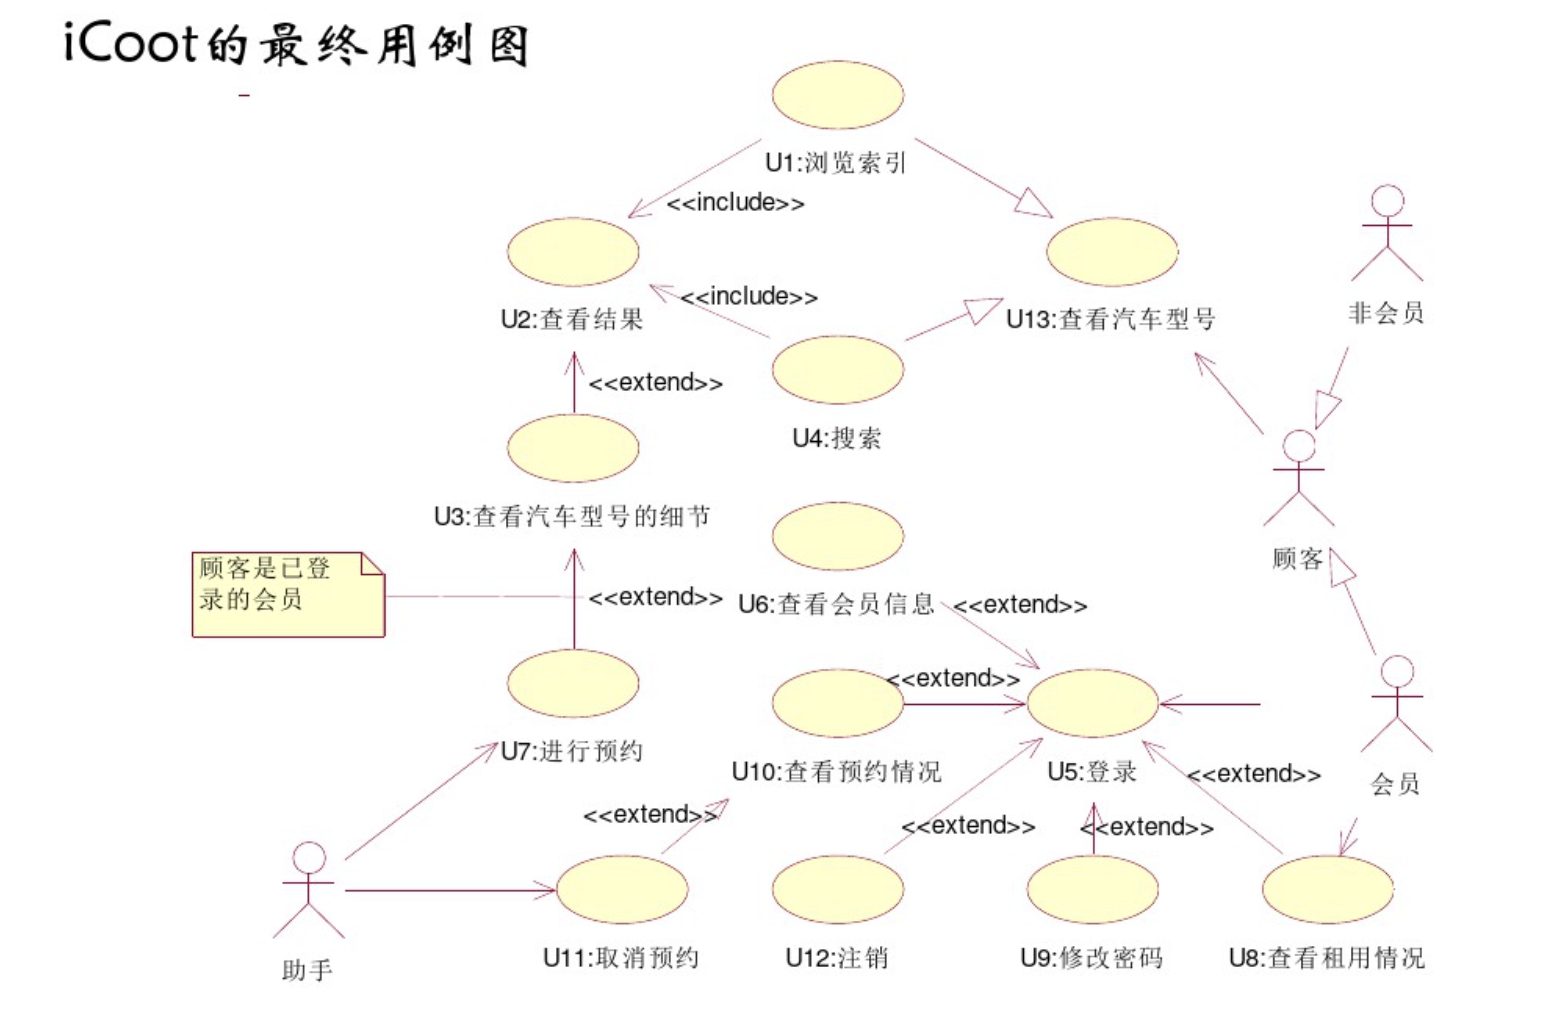 iCoot的最终用例图
U1:浏览索引
<<include>>
U2:查看结果
<<include>>
U13:查看汽车型号
非会员
<<extend>>
U4:搜索
U3:查看汽车型号的细节
顾客
顾客是已登
录的会员
<<extend>>
U6:查看会员信息
<<extend>>
<<extend>>
U7:进行预约
U10:查看预约情况
U5:登录
<<extend>>
会员
<<extend>>
<<extend>>
<<extend>>
助手
U11:取消预约
U12:注销
U9:修改密码
U8:查看租用情况